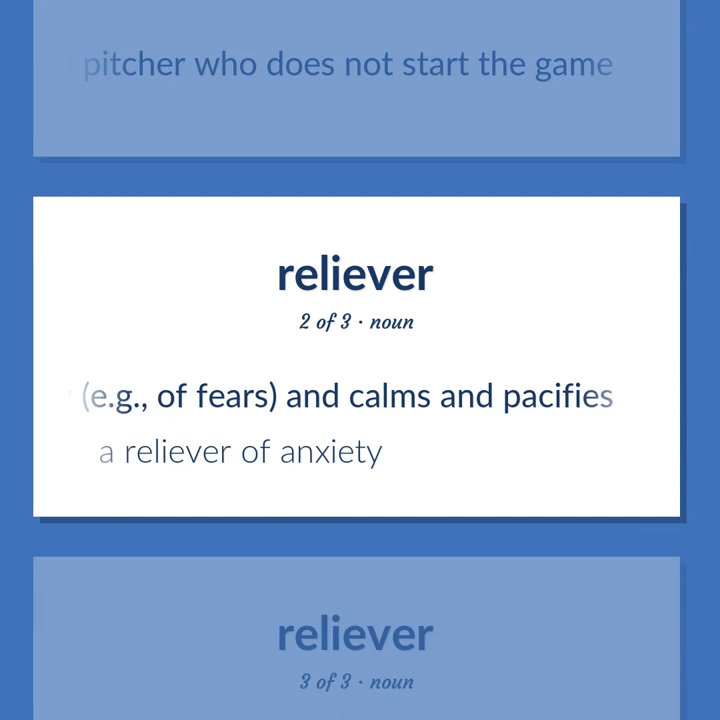 pitcher who does not start the game
reliever
2 of 3 · noun
(e.g., of fears) and calms and pacifies
a reliever of anxiety
reliever
3 of 3 · noun